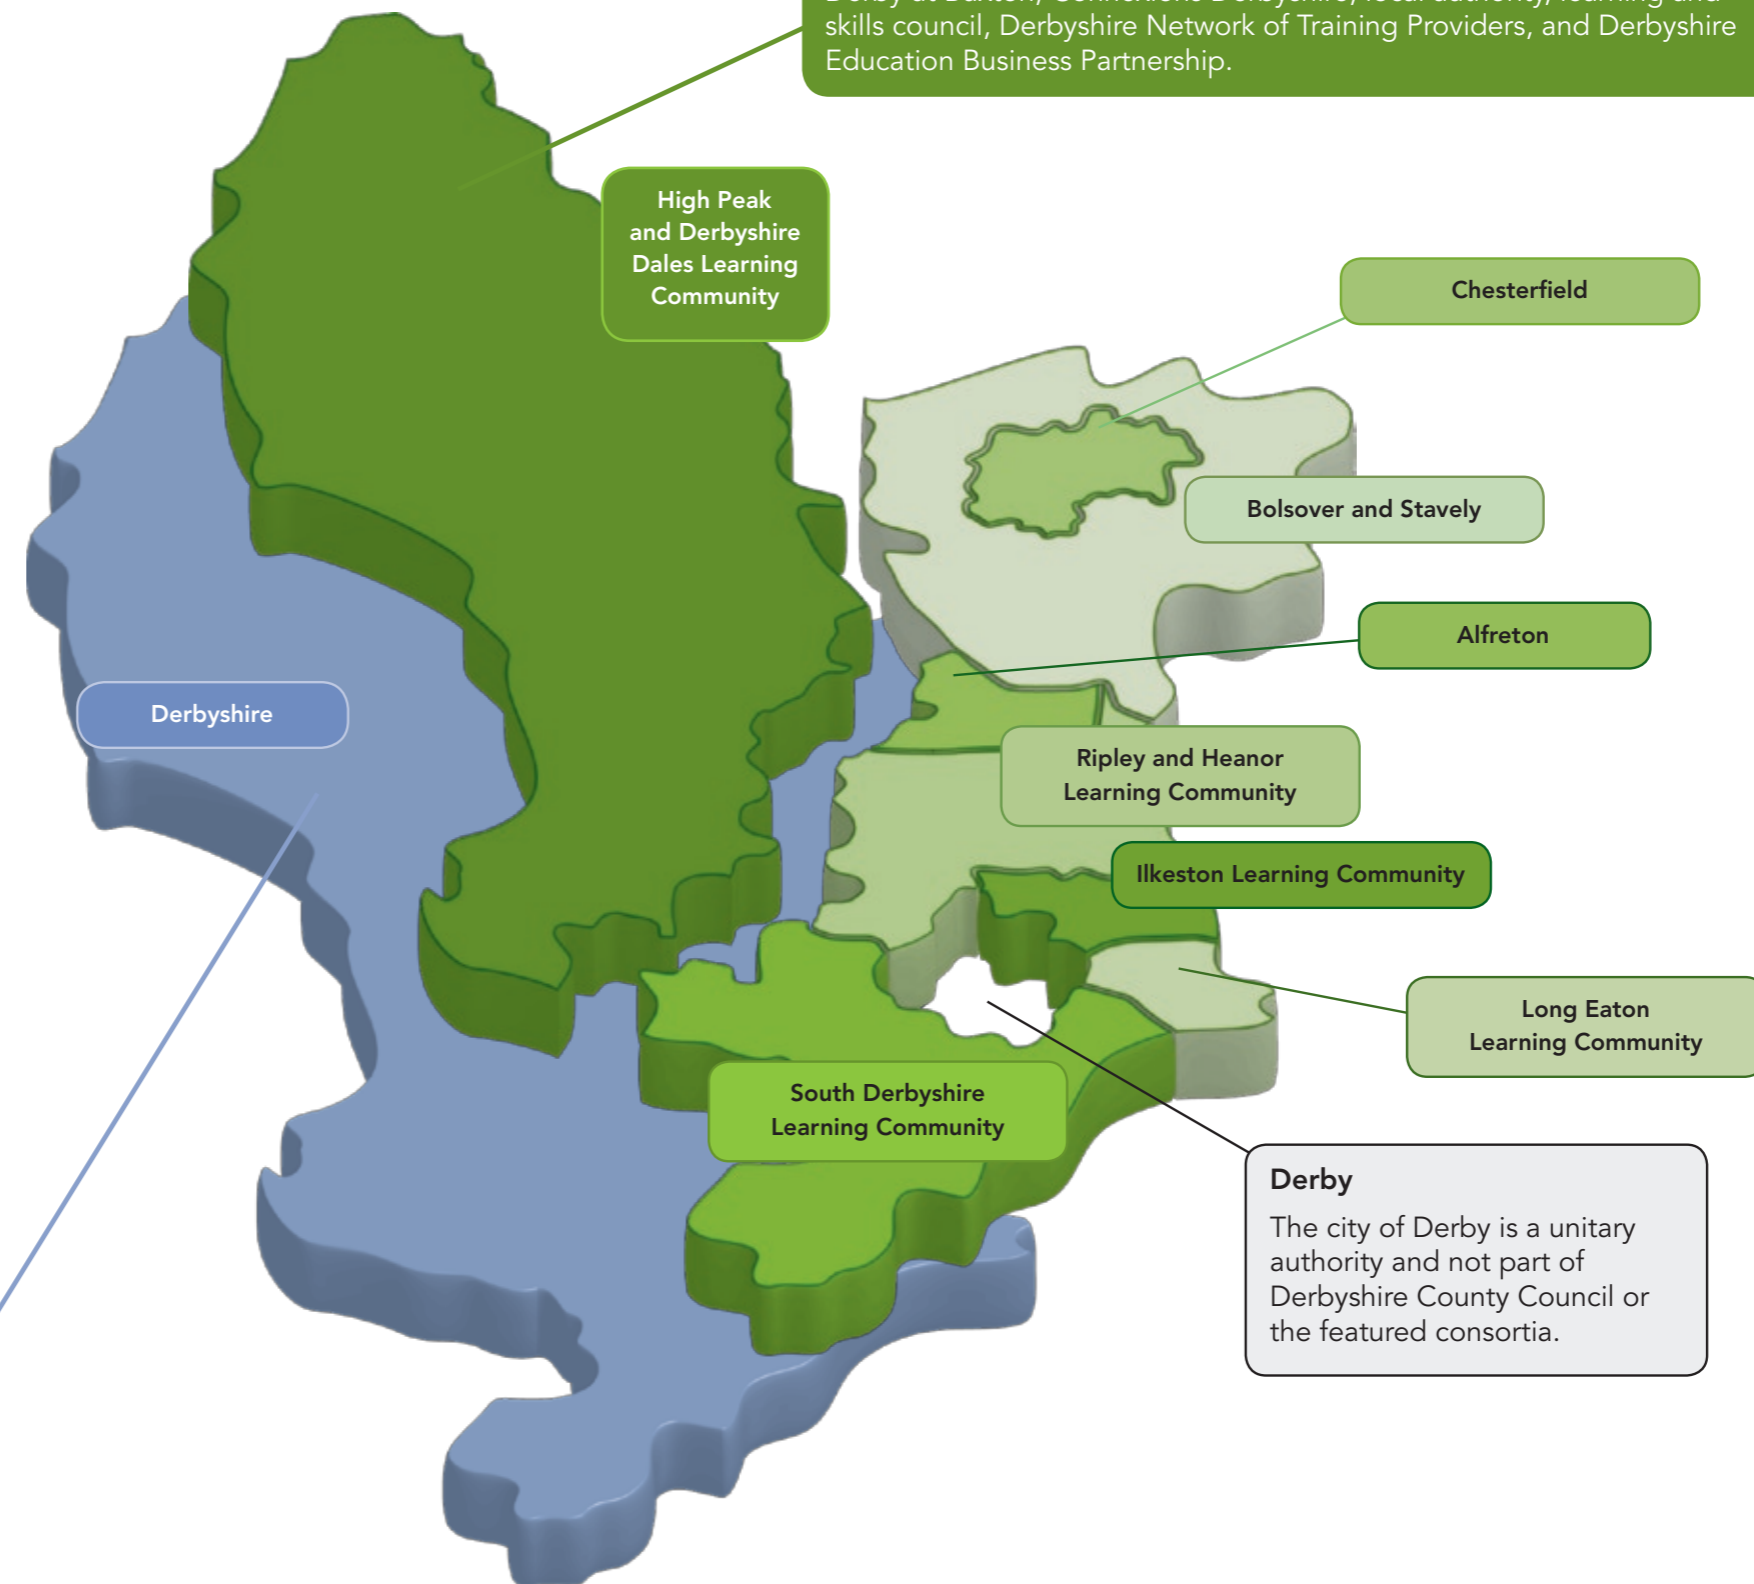 skills council, Derbyshire Network of Training Providers, and Derbyshire
Education Business Partnership.
High Peak
and Derbyshire
Dales Learning
Community
Chesterfield
Bolsover and Stavely
Alfreton
Derbyshire
Ripley and Heanor
Learning Community
Ilkeston Learning Community
Long Eaton
Learning Community
South Derbyshire
Learning Community
Derby
The city of Derby is a unitary
authority and not part of
Derbyshire County Council or
the featured consortia.